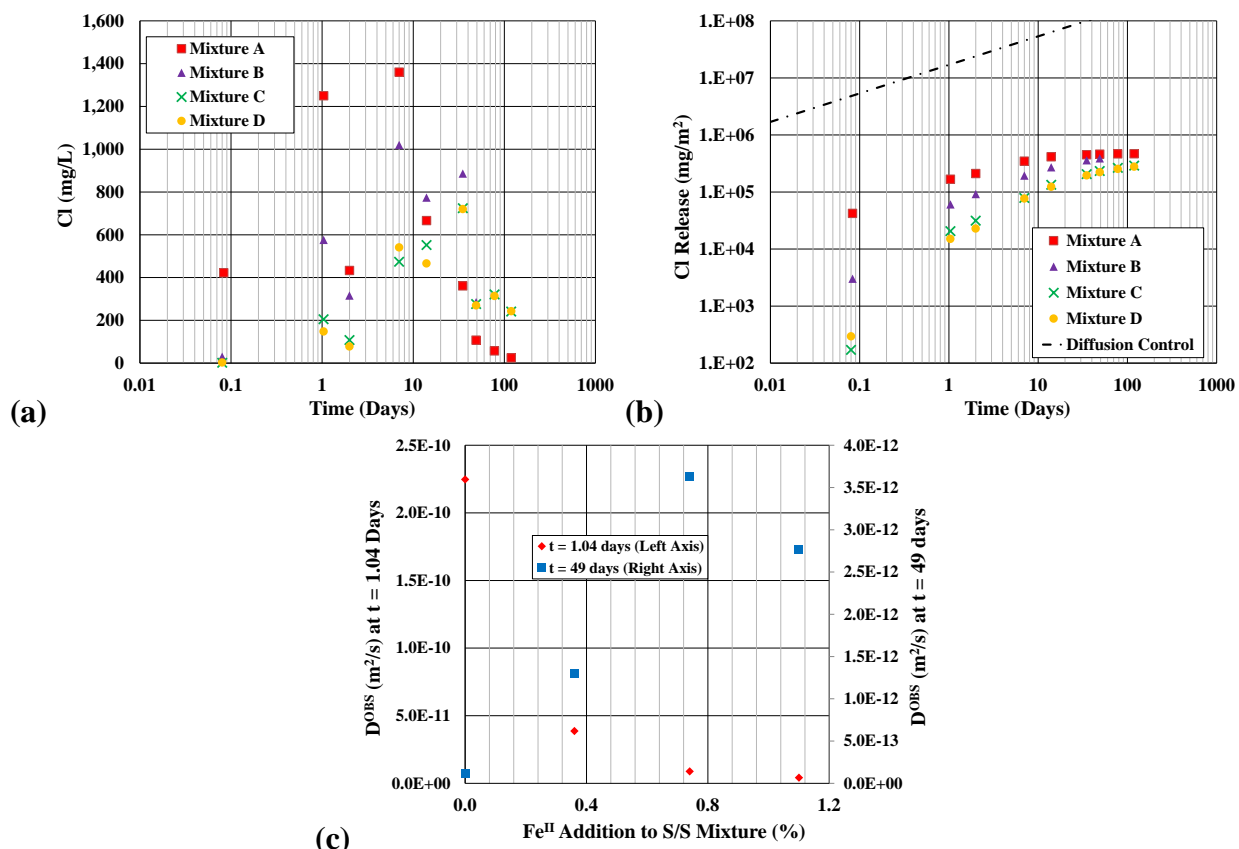 1,600
1,400
1,200
1,000
800
600
400
200
0
Cl (mg/L)
Mixture A
Mixture B
Mixture C
Mixture D
0.01 0.1 1 10 100 1000
Time (Days)
(a)
1.E+08
1.E+07
1.E+06
1.E+05
1.E+04
1.E+03
1.E+02
Cl Release (mg/m²)
Mixture A
Mixture B
Mixture C
Mixture D
Diffusion Control
0.01 0.1 1 10 100 1000
Time (Days)
(b)
2.5E-10
2.0E-10
1.5E-10
1.0E-10
5.0E-11
0.0E+00
D^OBS (m²/s) at t = 1.04 Days
t = 1.04 days (Left Axis)
t = 49 days (Right Axis)
4.0E-12
3.5E-12
3.0E-12
2.5E-12
2.0E-12
1.5E-12
1.0E-12
5.0E-13
0.0E+00
D^OBS (m²/s) at t = 49 days
0.0 0.4 0.8 1.2
Fe^II Addition to S/S Mixture (%)
(c)